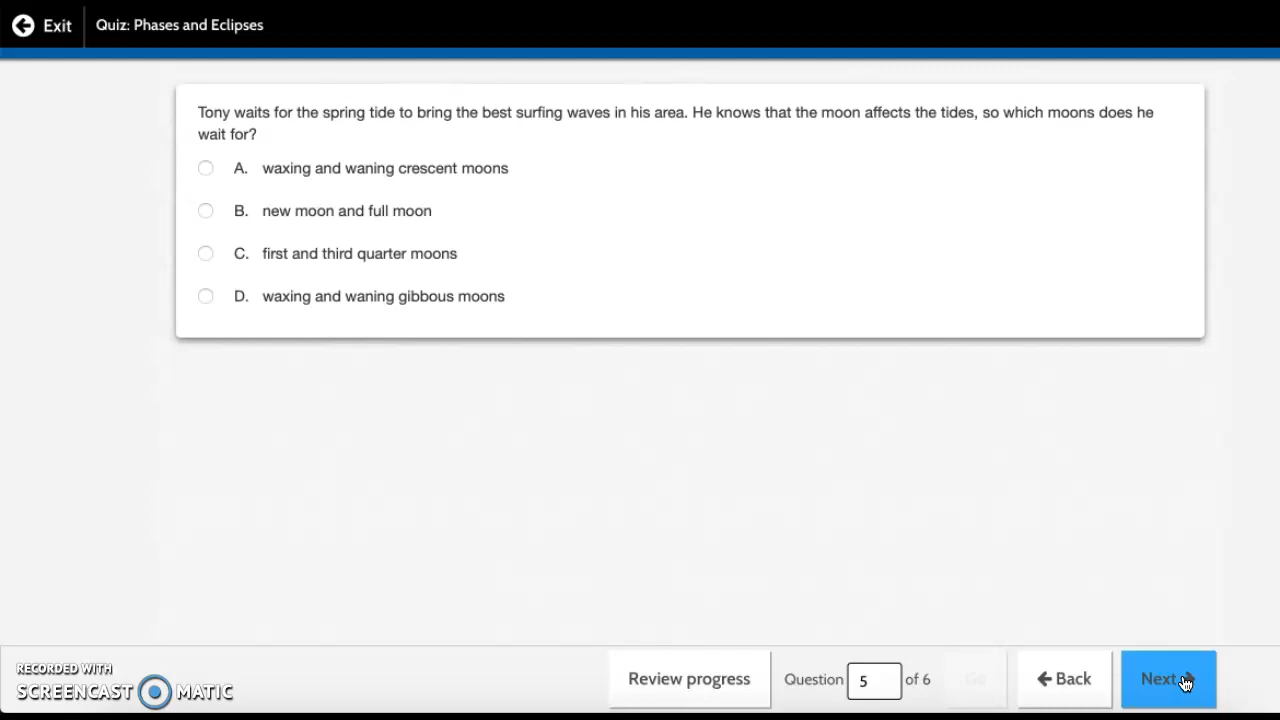 Exit
Quiz: Phases and Eclipses
Tony waits for the spring tide to bring the best surfing waves in his area. He knows that the moon affects the tides, so which moons does he
wait for?
A. waxing and waning crescent moons
B. new moon and full moon
C. first and third quarter moons
D. waxing and waning gibbous moons
RECORDED WITH
SCREENCAST MATIC
Review progress
Question 5 of 6
Go
Back
Next